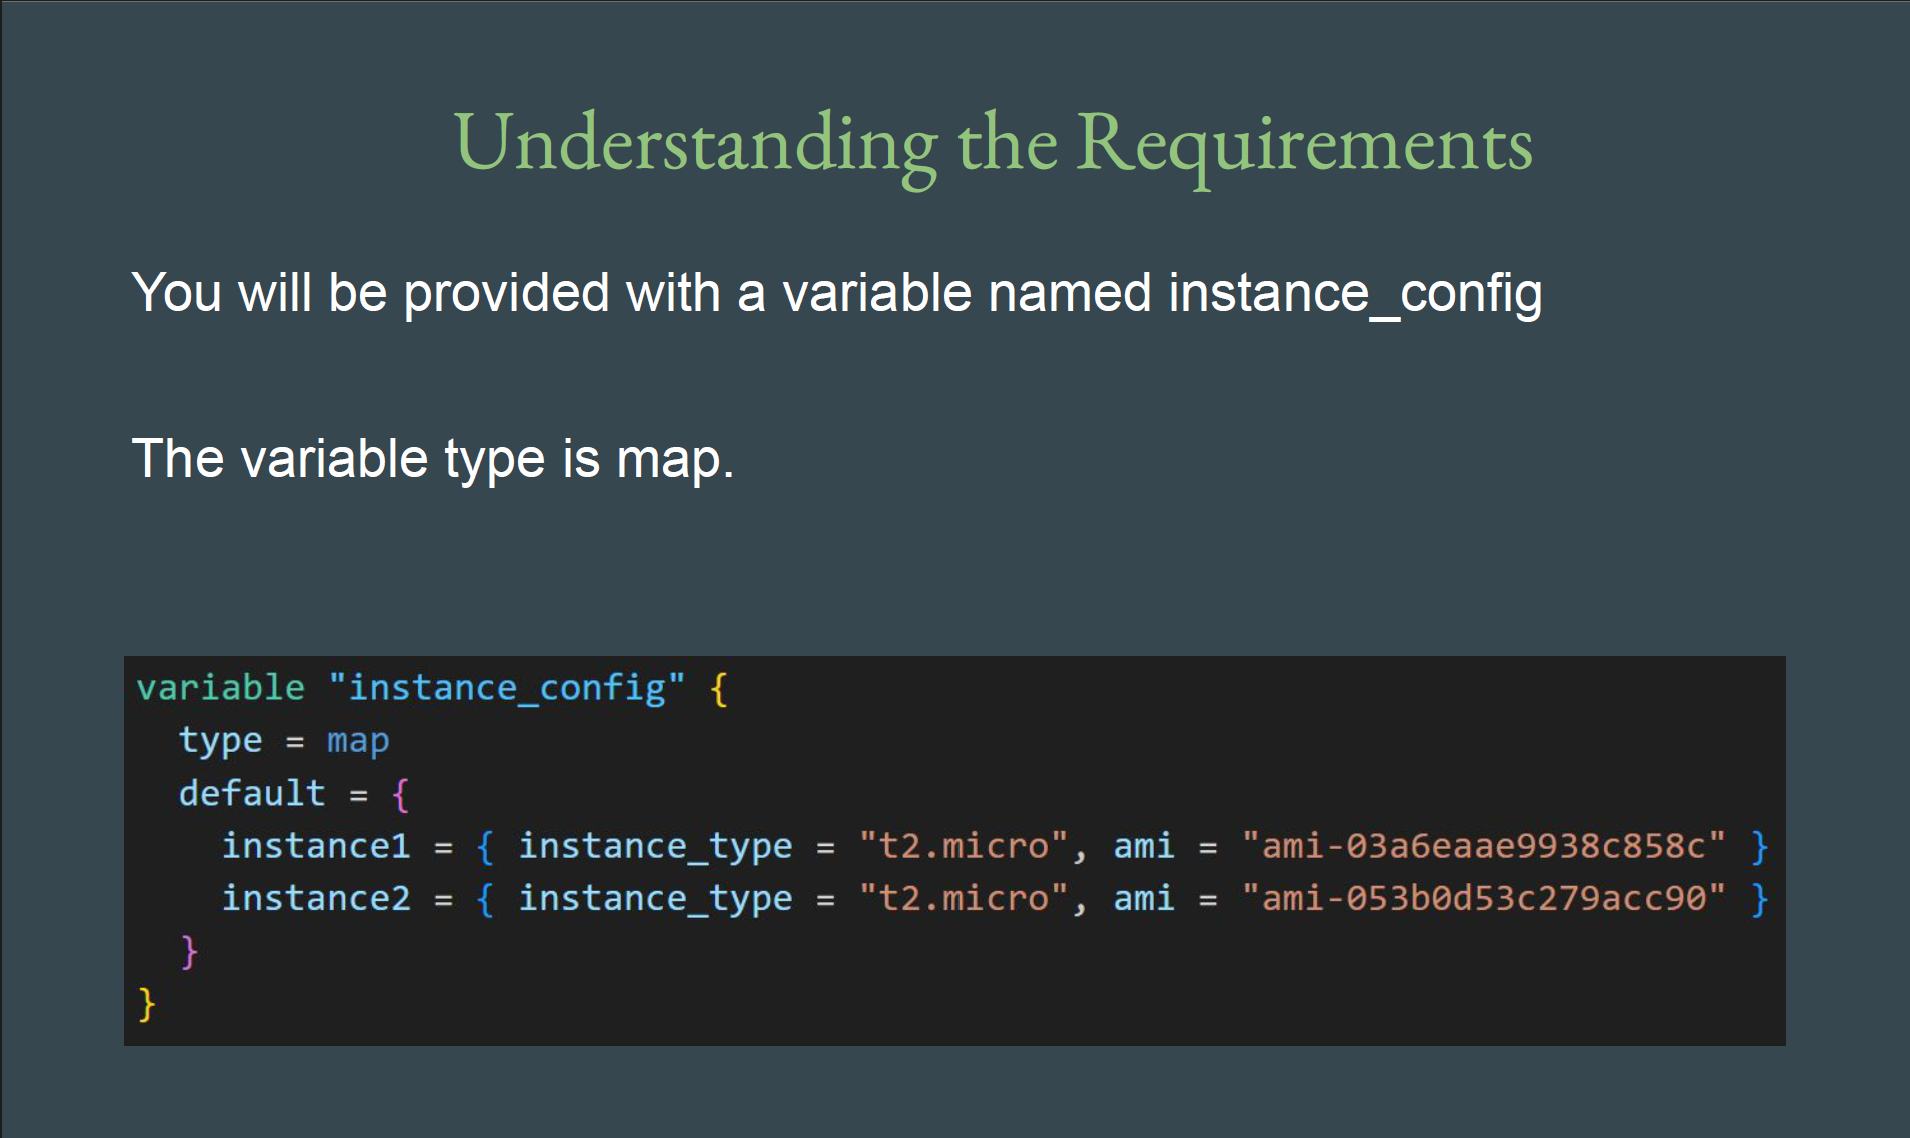 Understanding the Requirements
You will be provided with a variable named instance_config
The variable type is map.
variable "instance_config" {
  type = map
  default = {
    instance1 = { instance_type = "t2.micro", ami = "ami-03a6eaae9938c858c" }
    instance2 = { instance_type = "t2.micro", ami = "ami-053b0d53c279acc90" }
  }
}